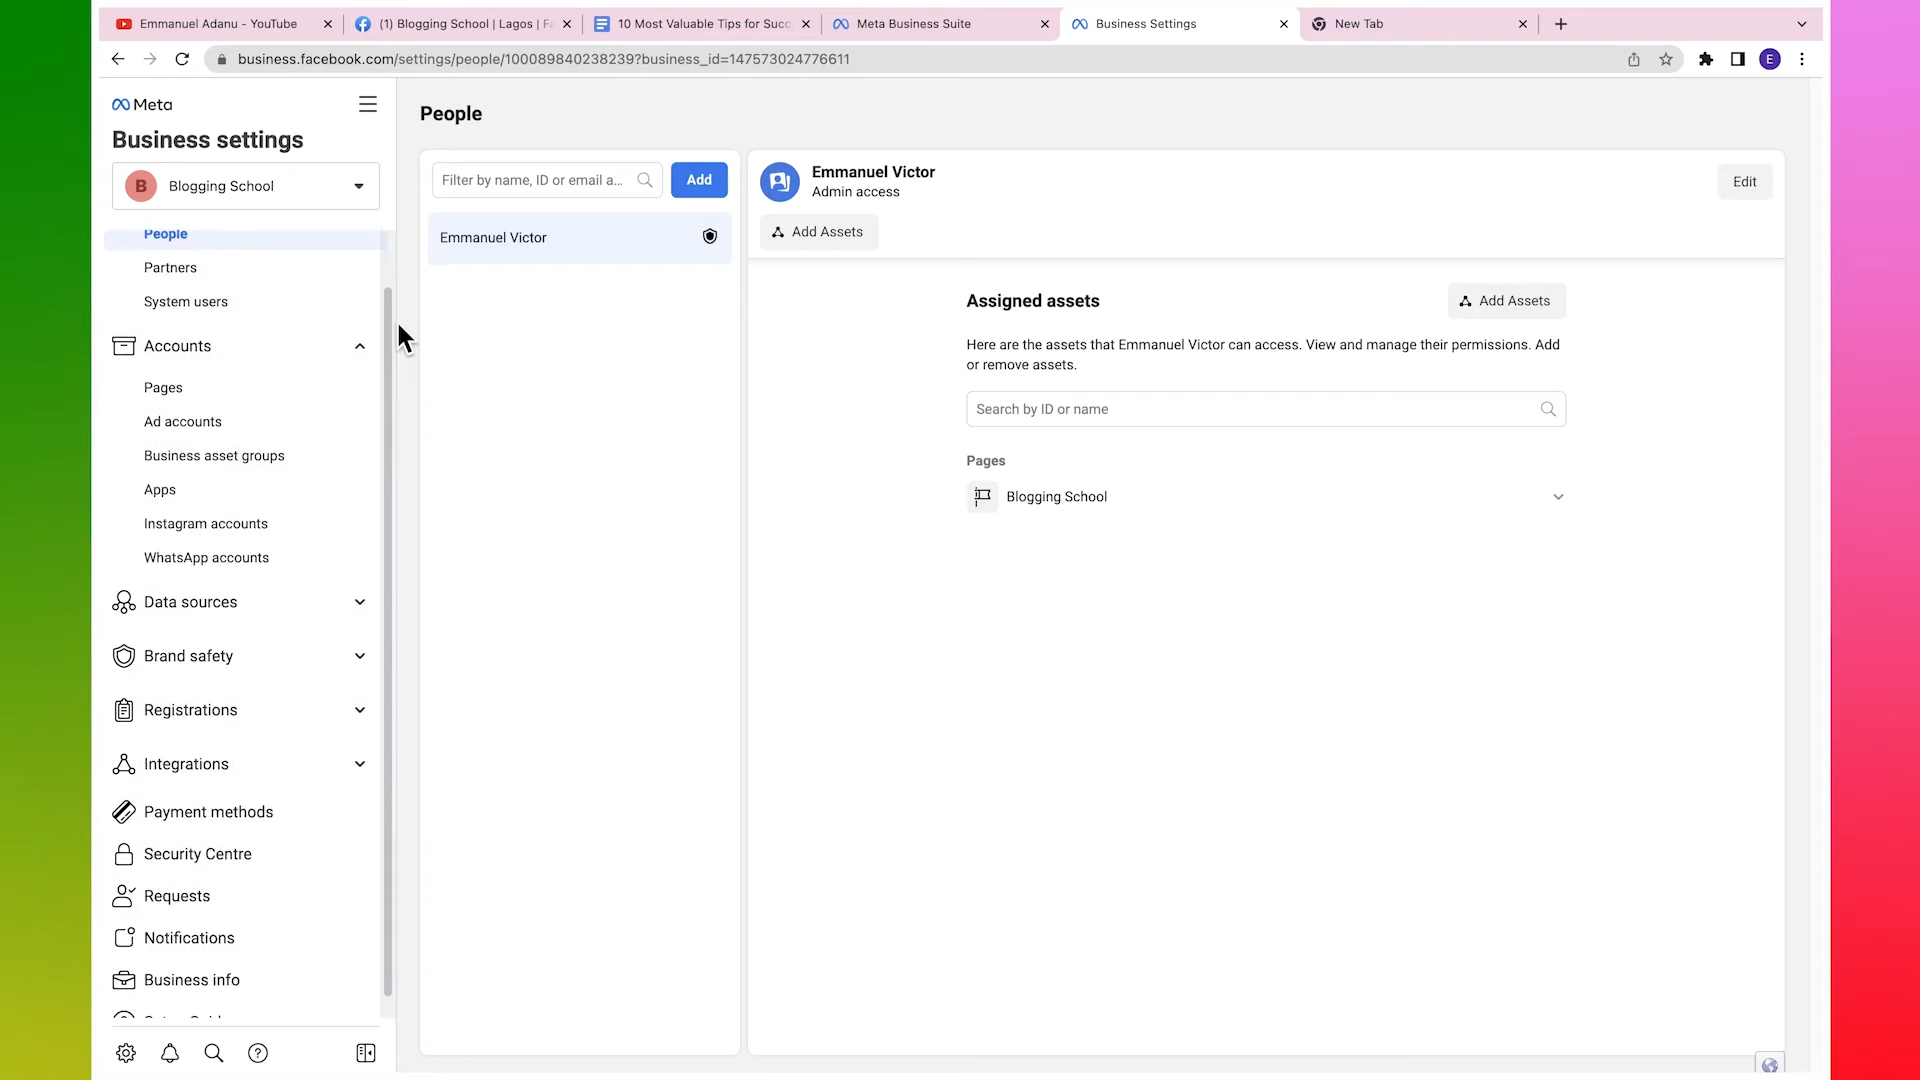 Emmanuel Adanu - YouTube
(1) Blogging School | Lagos | Fa
10 Most Valuable Tips for Succ
Meta Business Suite
Business Settings
New Tab
business.facebook.com/settings/people/100089840238239?business_id=147573024776611
E
Meta
Business settings
B
Blogging School
People
Partners
System users
Accounts
Pages
Ad accounts
Business asset groups
Apps
Instagram accounts
WhatsApp accounts
Data sources
Brand safety
Registrations
Integrations
Payment methods
Security Centre
Requests
Notifications
Business info
People
Filter by name, ID or email a...
Add
Emmanuel Victor
Emmanuel Victor
Admin access
Edit
Add Assets
Assigned assets
Add Assets
Here are the assets that Emmanuel Victor can access. View and manage their permissions. Add
or remove assets.
Search by ID or name
Pages
Blogging School